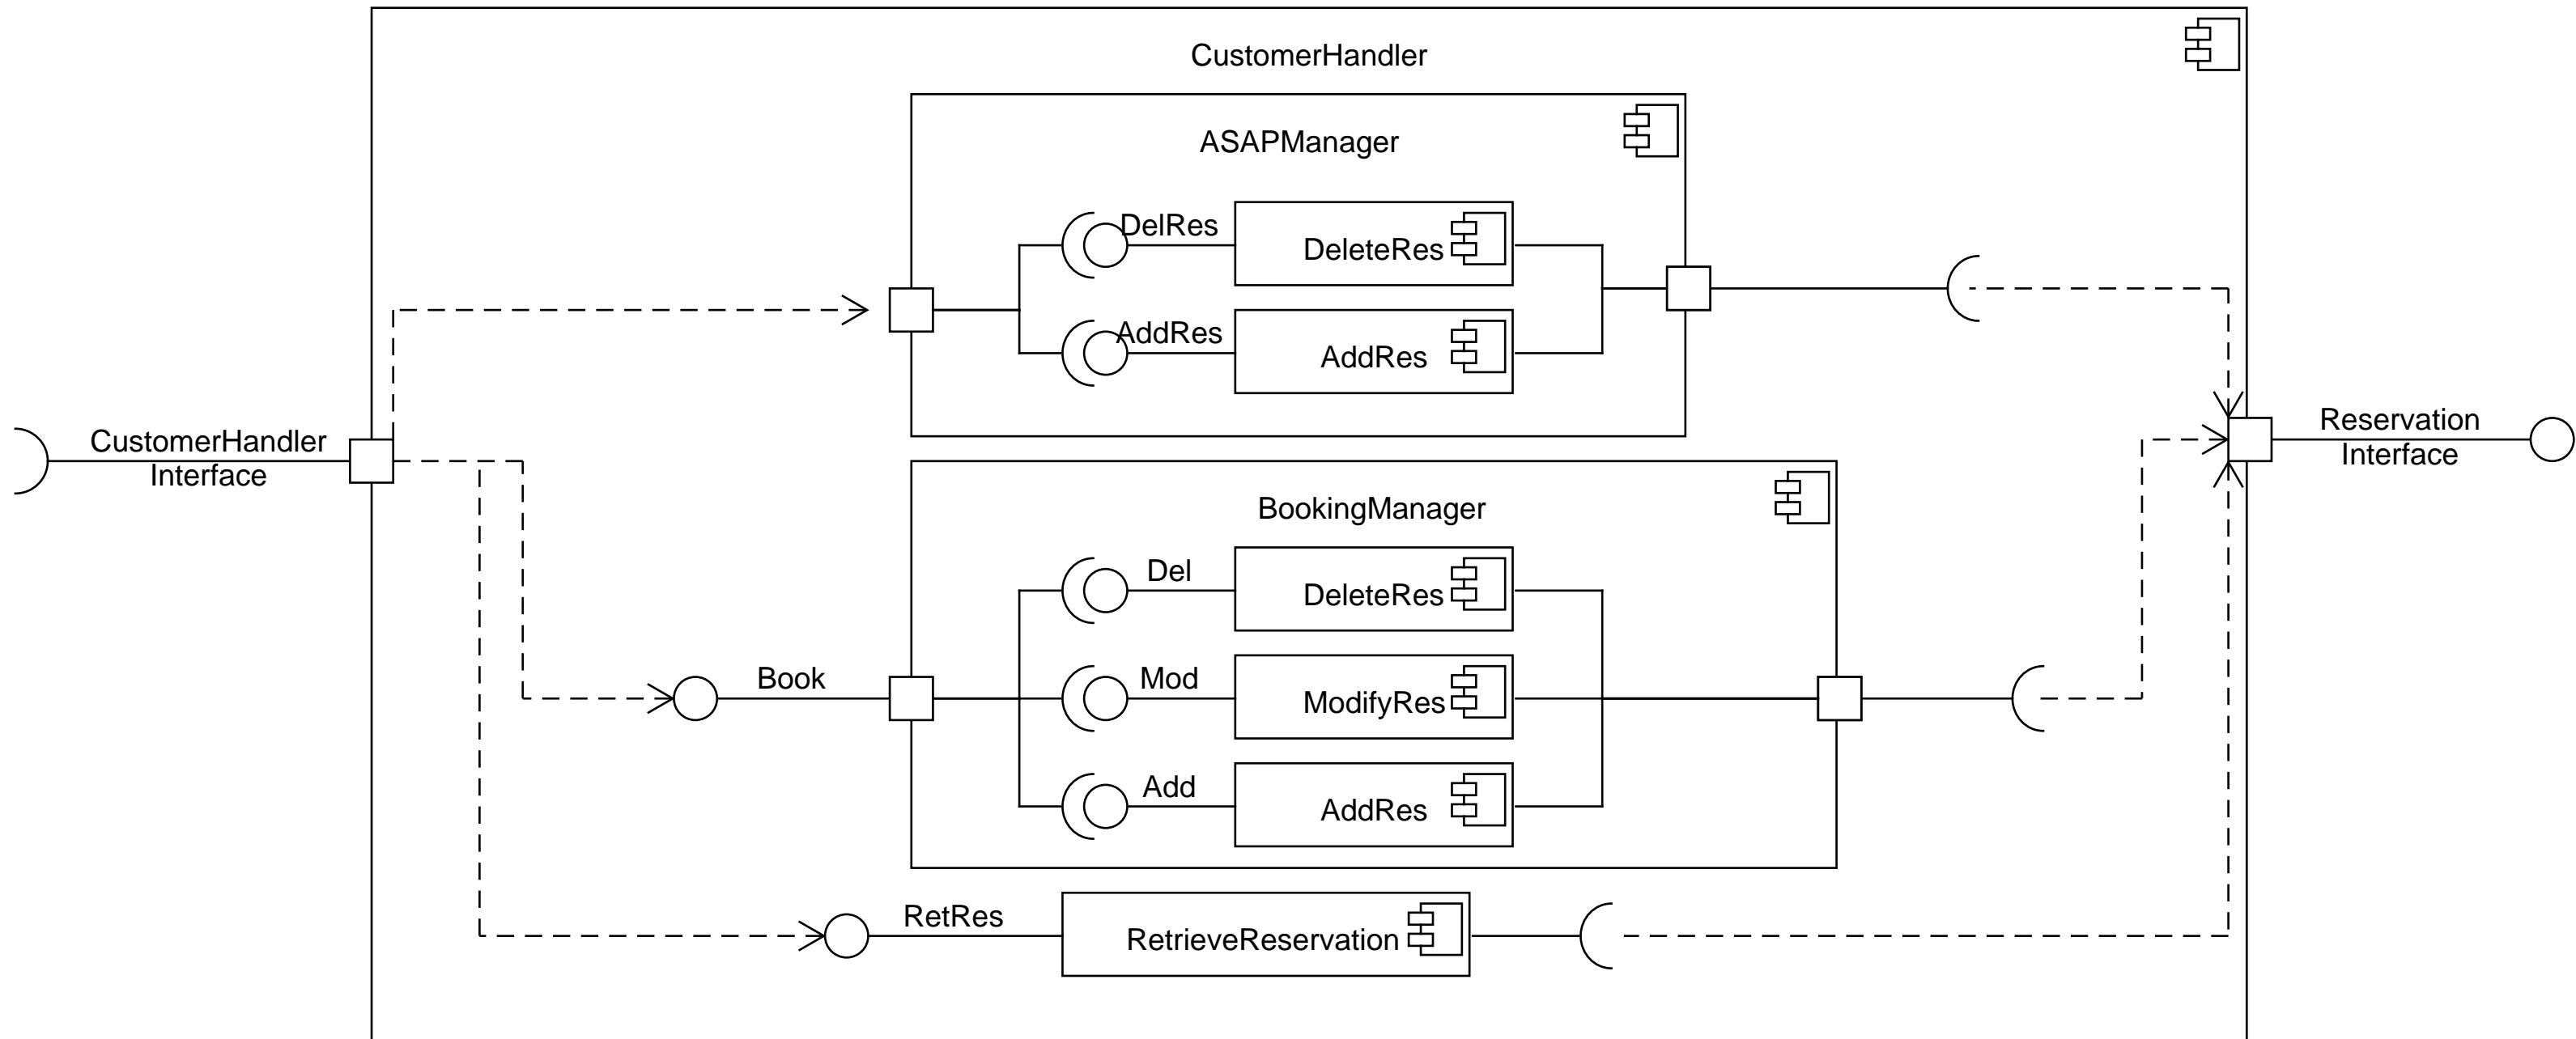 CustomerHandler
ASAPManager
DelRes
DeleteRes
AddRes
AddRes
CustomerHandler
Interface
Reservation
Interface
BookingManager
Del
DeleteRes
Book
Mod
ModifyRes
Add
AddRes
RetRes
RetrieveReservation